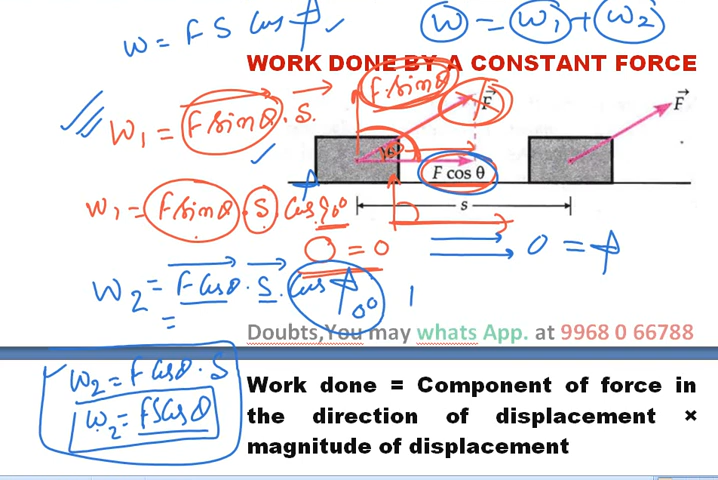 W = F S Cos ϕ
W = W₁ + W₂
WORK DONE BY A CONSTANT FORCE
F sin θ
F
F
W₁ = F sin θ . S.
θ
F cos θ
W₁ = F sin θ . S Cos 90°
s
0 = 0
0 = ϕ
W₂ = F Cos θ . S. Cos ϕ 0° 1
=
Doubts,You may whats App. at 9968 0 66788
W₂ = F Cos θ . S
W₂ = FS Cos θ
Work done = Component of force in
the direction of displacement ×
magnitude of displacement